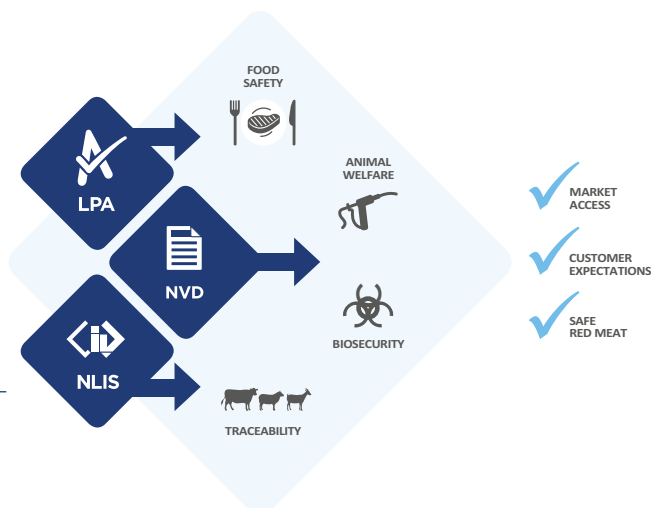 FOOD
SAFETY
LPA
ANIMAL
WELFARE
MARKET
ACCESS
NVD
CUSTOMER
EXPECTATIONS
BIOSECURITY
SAFE
RED MEAT
NLIS
TRACEABILITY